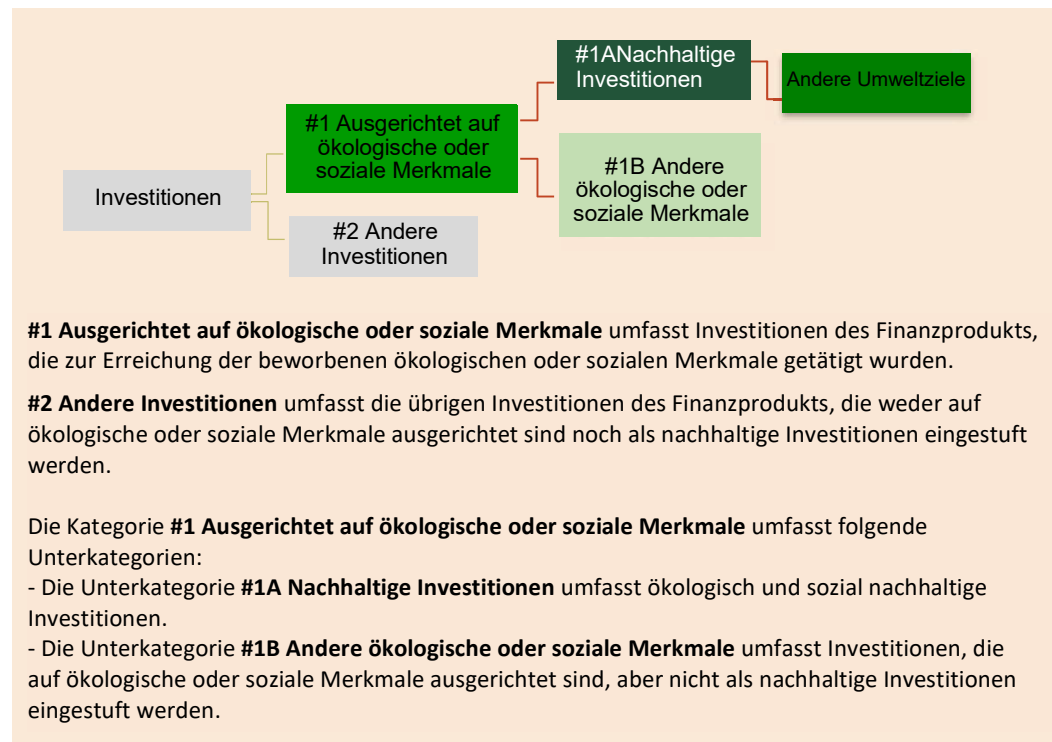 #1ANachhaltige
Investitionen
Andere Umweltziele
#1 Ausgerichtet auf
ökologische oder
soziale Merkmale
#1B Andere
ökologische oder
soziale Merkmale
Investitionen
#2 Andere
Investitionen
#1 Ausgerichtet auf ökologische oder soziale Merkmale umfasst Investitionen des Finanzprodukts,
die zur Erreichung der beworbenen ökologischen oder sozialen Merkmale getätigt wurden.
#2 Andere Investitionen umfasst die übrigen Investitionen des Finanzprodukts, die weder auf
ökologische oder soziale Merkmale ausgerichtet sind noch als nachhaltige Investitionen eingestuft
werden.
Die Kategorie #1 Ausgerichtet auf ökologische oder soziale Merkmale umfasst folgende
Unterkategorien:
- Die Unterkategorie #1A Nachhaltige Investitionen umfasst ökologisch und sozial nachhaltige
Investitionen.
- Die Unterkategorie #1B Andere ökologische oder soziale Merkmale umfasst Investitionen, die
auf ökologische oder soziale Merkmale ausgerichtet sind, aber nicht als nachhaltige Investitionen
eingestuft werden.